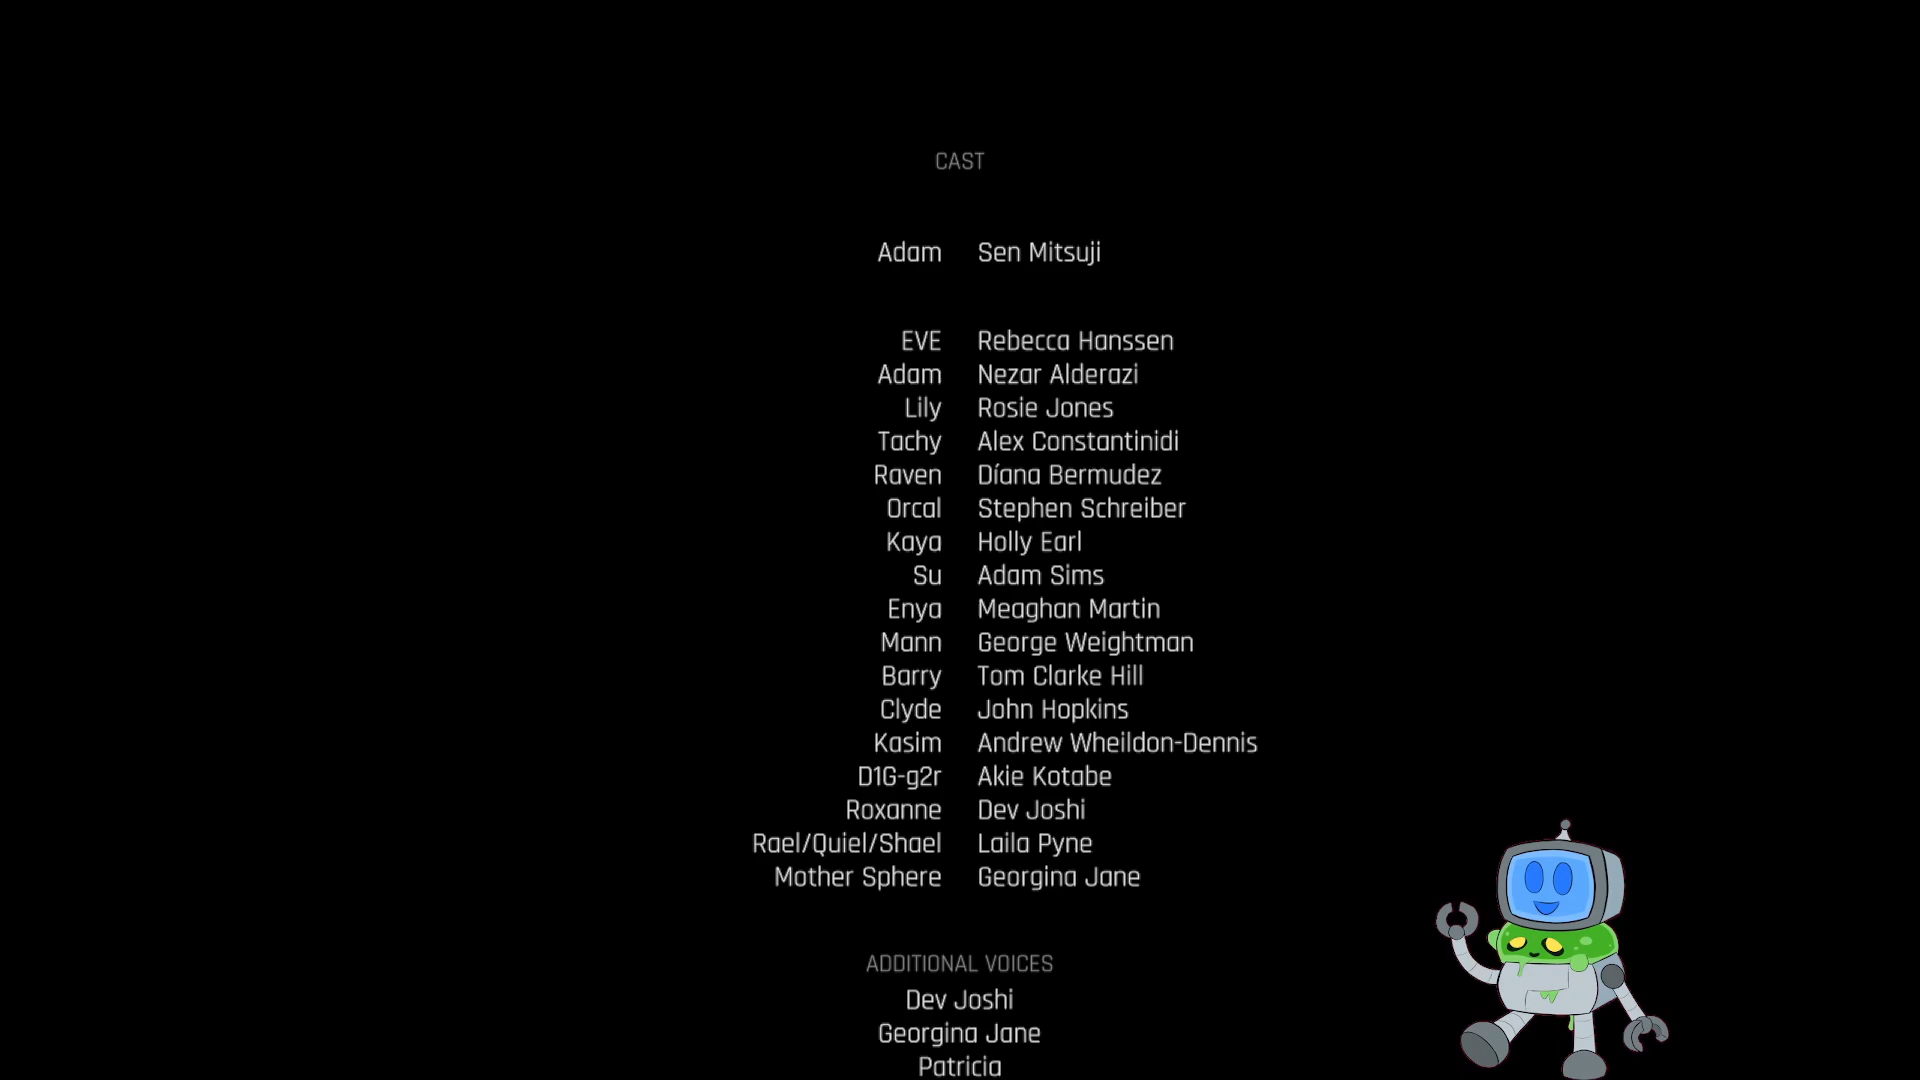 CAST
Adam Sen Mitsuji
EVE Rebecca Hanssen
Adam Nezar Alderazi
Lily Rosie Jones
Tachy Alex Constantinidi
Raven Díana Bermudez
Orcal Stephen Schreiber
Kaya Holly Earl
Su Adam Sims
Enya Meaghan Martin
Mann George Weightman
Barry Tom Clarke Hill
Clyde John Hopkins
Kasim Andrew Wheildon-Dennis
D1G-g2r Akie Kotabe
Roxanne Dev Joshi
Rael/Quiel/Shael Laila Pyne
Mother Sphere Georgina Jane
ADDITIONAL VOICES
Dev Joshi
Georgina Jane
Patricia